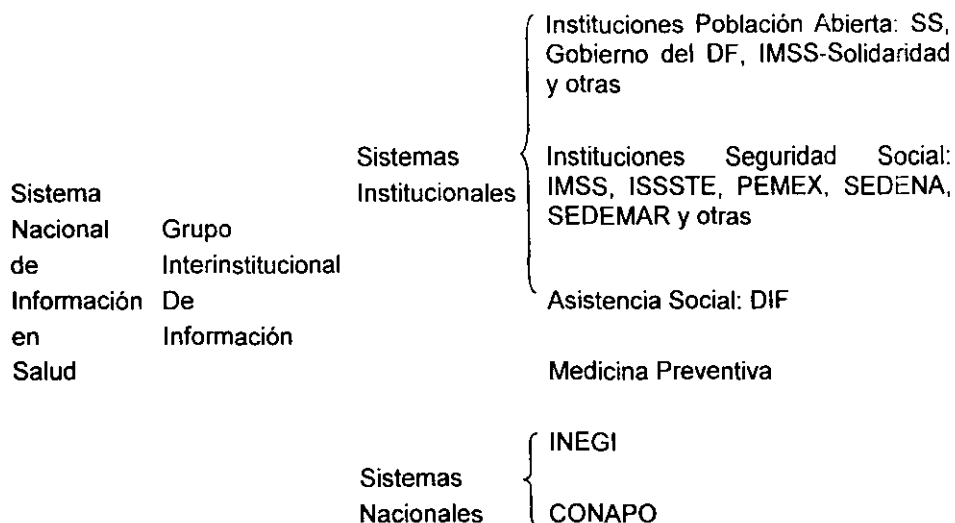 Instituciones Población Abierta: SS,
Gobierno del DF, IMSS-Solidaridad
y otras
Sistemas
Institucionales
Instituciones Seguridad Social:
IMSS, ISSSTE, PEMEX, SEDENA,
SEDEMAR y otras
Sistema
Nacional
de
Información
en
Salud
Grupo
Interinstitucional
De
Información
Asistencia Social: DIF
Medicina Preventiva
Sistemas
Nacionales
INEGI
CONAPO